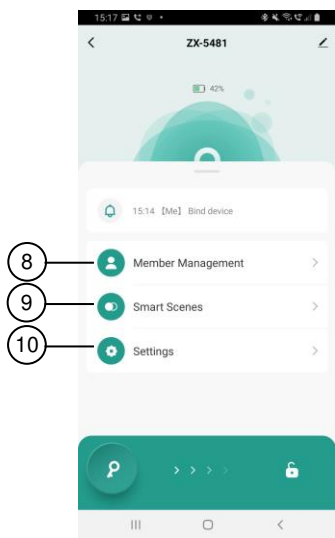 15:17
ZX-5481
42%
15:14 【Me】 Bind device
8
Member Management
9
Smart Scenes
10
Settings